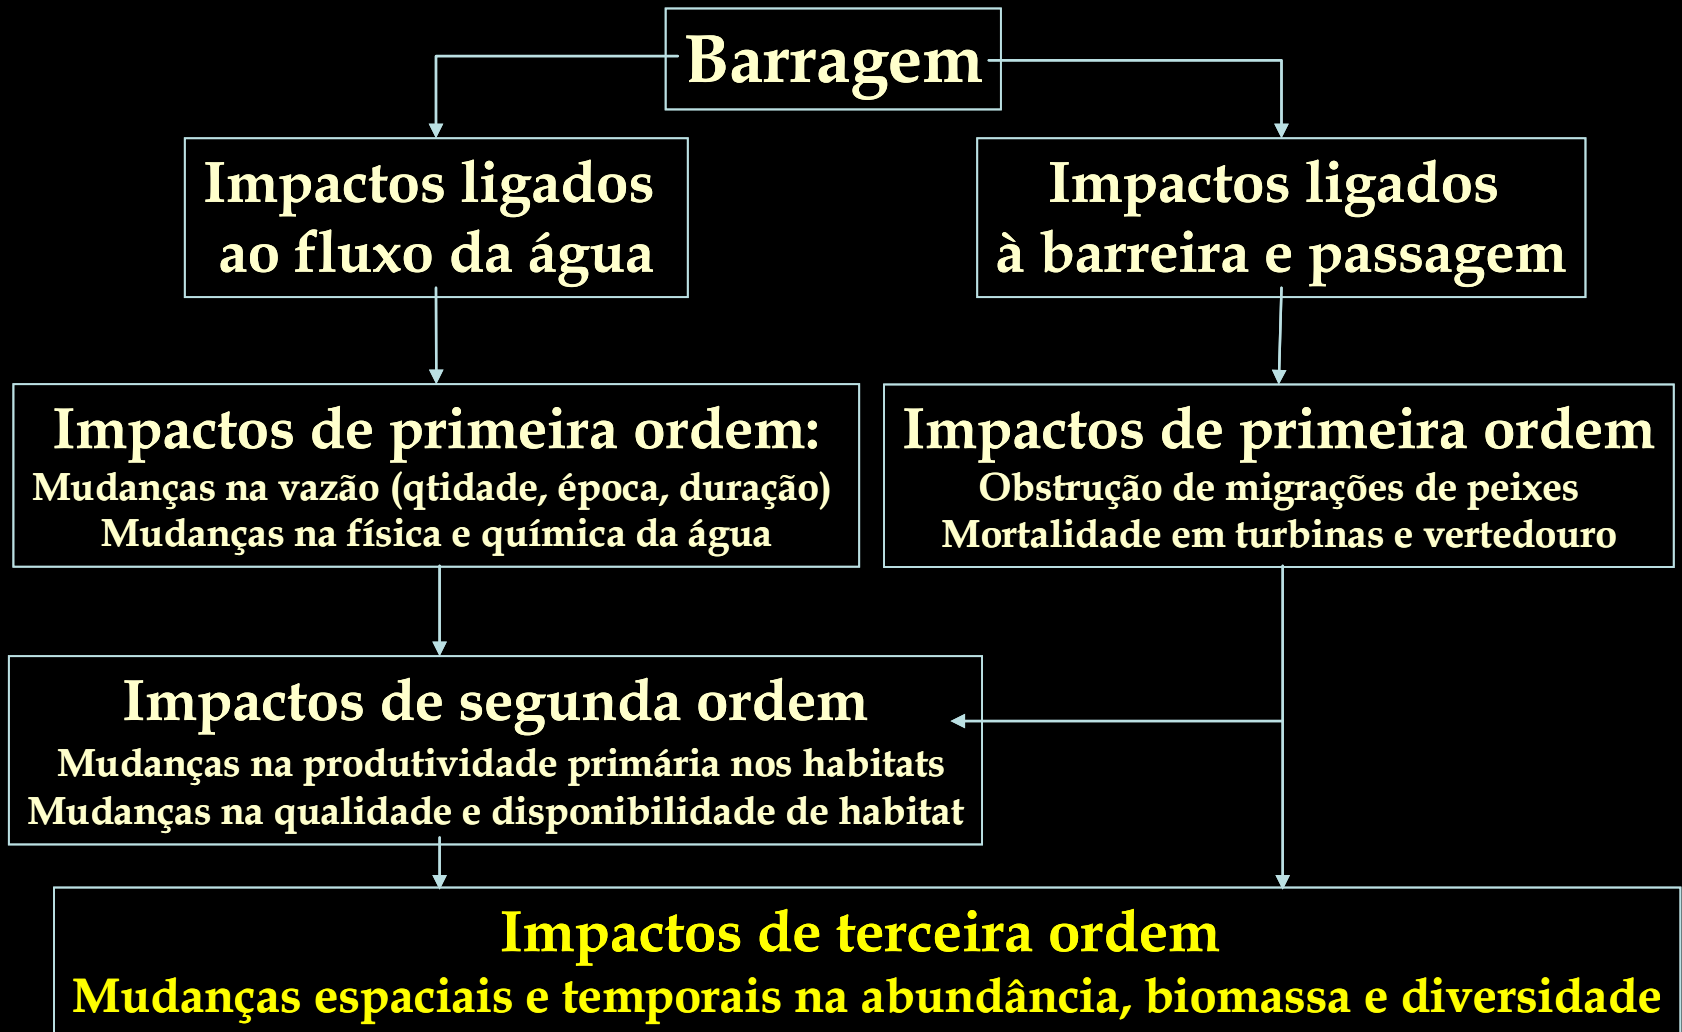 Barragem
Impactos ligados
ao fluxo da água
Impactos ligados
à barreira e passagem
Impactos de primeira ordem:
Mudanças na vazão (qtidade, época, duração)
Mudanças na física e química da água
Impactos de primeira ordem
Obstrução de migrações de peixes
Mortalidade em turbinas e vertedouro
Impactos de segunda ordem
Mudanças na produtividade primária nos habitats
Mudanças na qualidade e disponibilidade de habitat
Impactos de terceira ordem
Mudanças espaciais e temporais na abundância, biomassa e diversidade